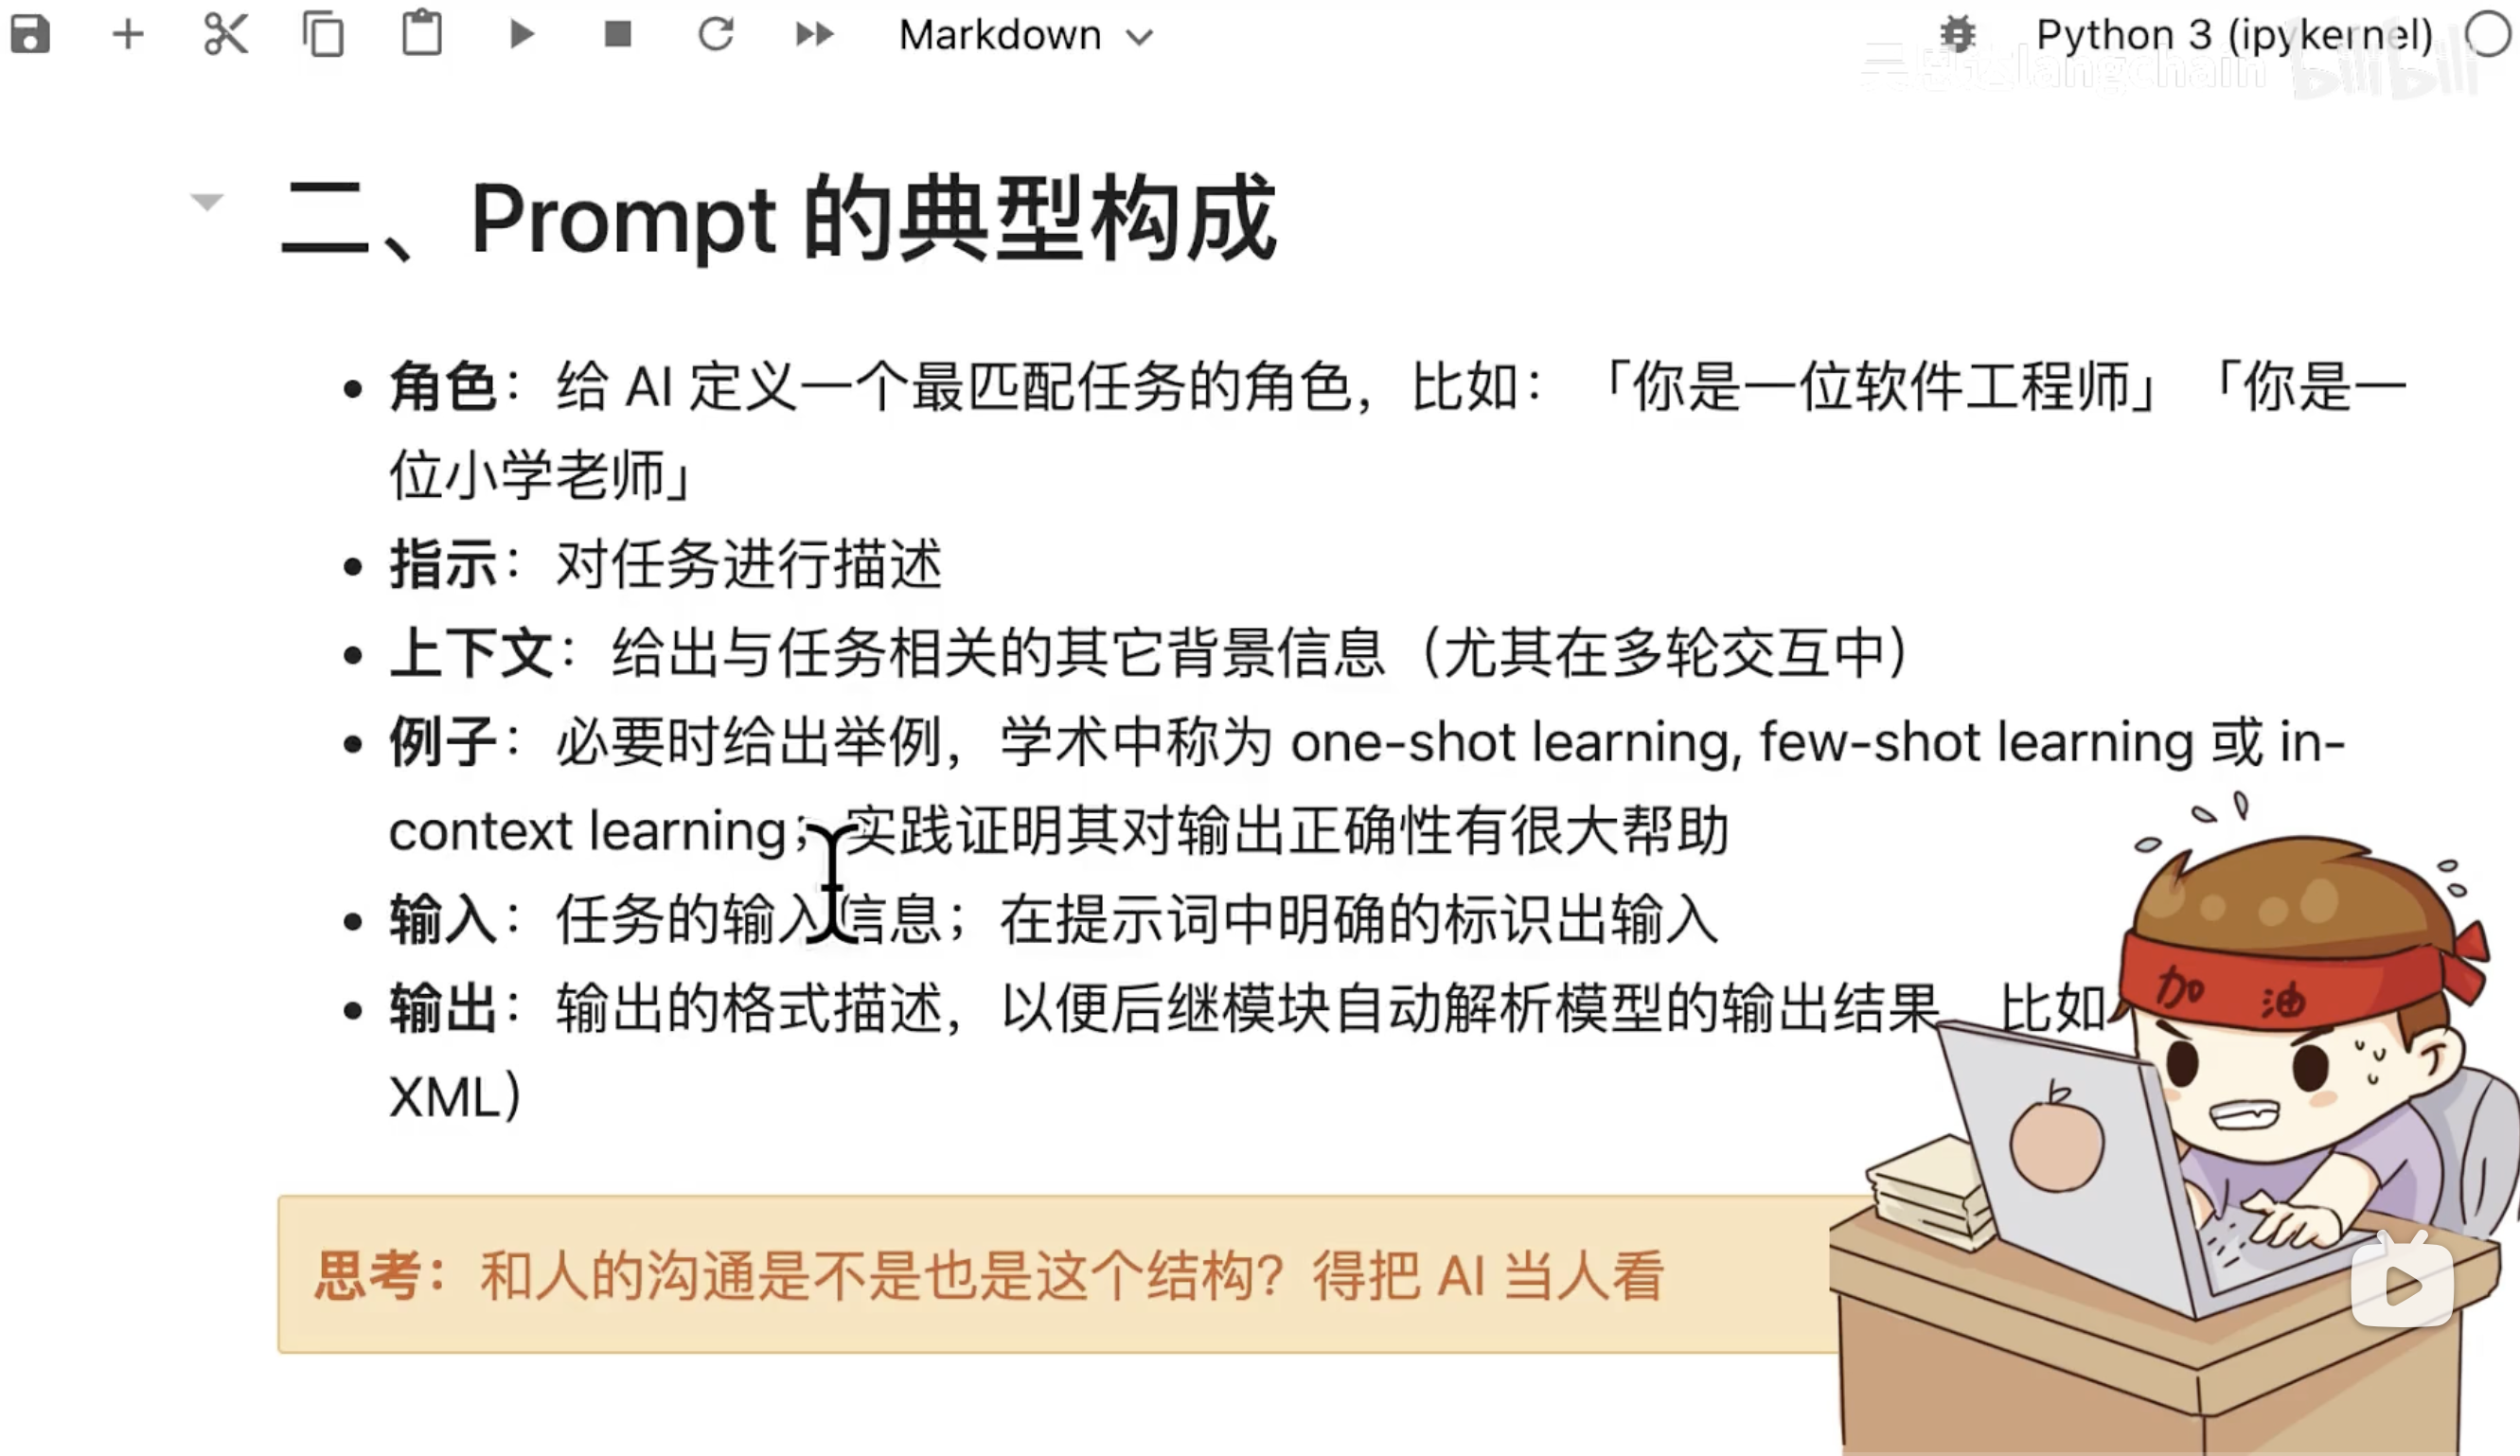 Markdown
Python 3 (ipykernel)
langchain bilibili
二、Prompt 的典型构成
角色：给 AI 定义一个最匹配任务的角色，比如：「你是一位软件工程师」「你是一
位小学老师」
指示：对任务进行描述
上下文：给出与任务相关的其它背景信息（尤其在多轮交互中）
例子：必要时给出举例，学术中称为 one-shot learning, few-shot learning 或 in-
context learning；实践证明其对输出正确性有很大帮助
输入：任务的输入信息；在提示词中明确的标识出输入
输出：输出的格式描述，以便后继模块自动解析模型的输出结果 比如
XML）
加油
思考：和人的沟通是不是也是这个结构？得把 AI 当人看